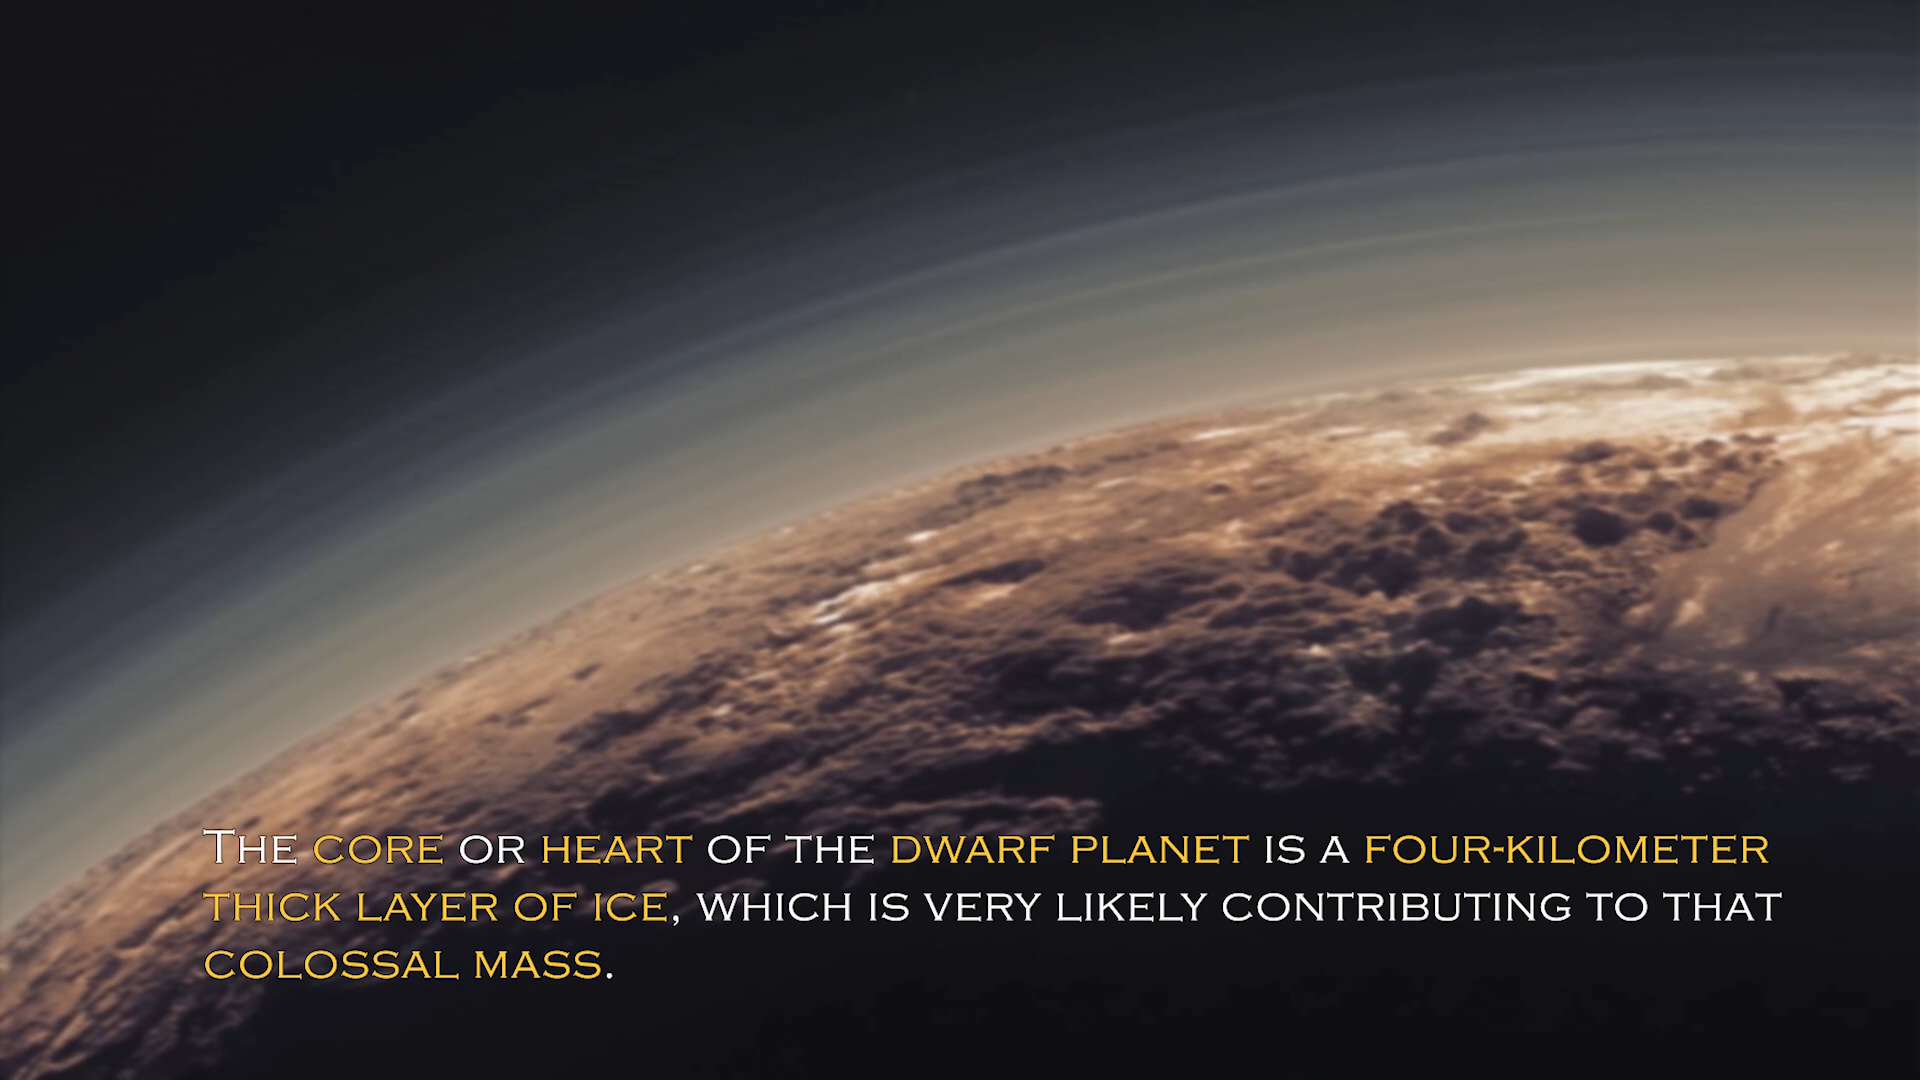 The core or heart of the dwarf planet is a four-kilometer
thick layer of ice, which is very likely contributing to that
colossal mass.